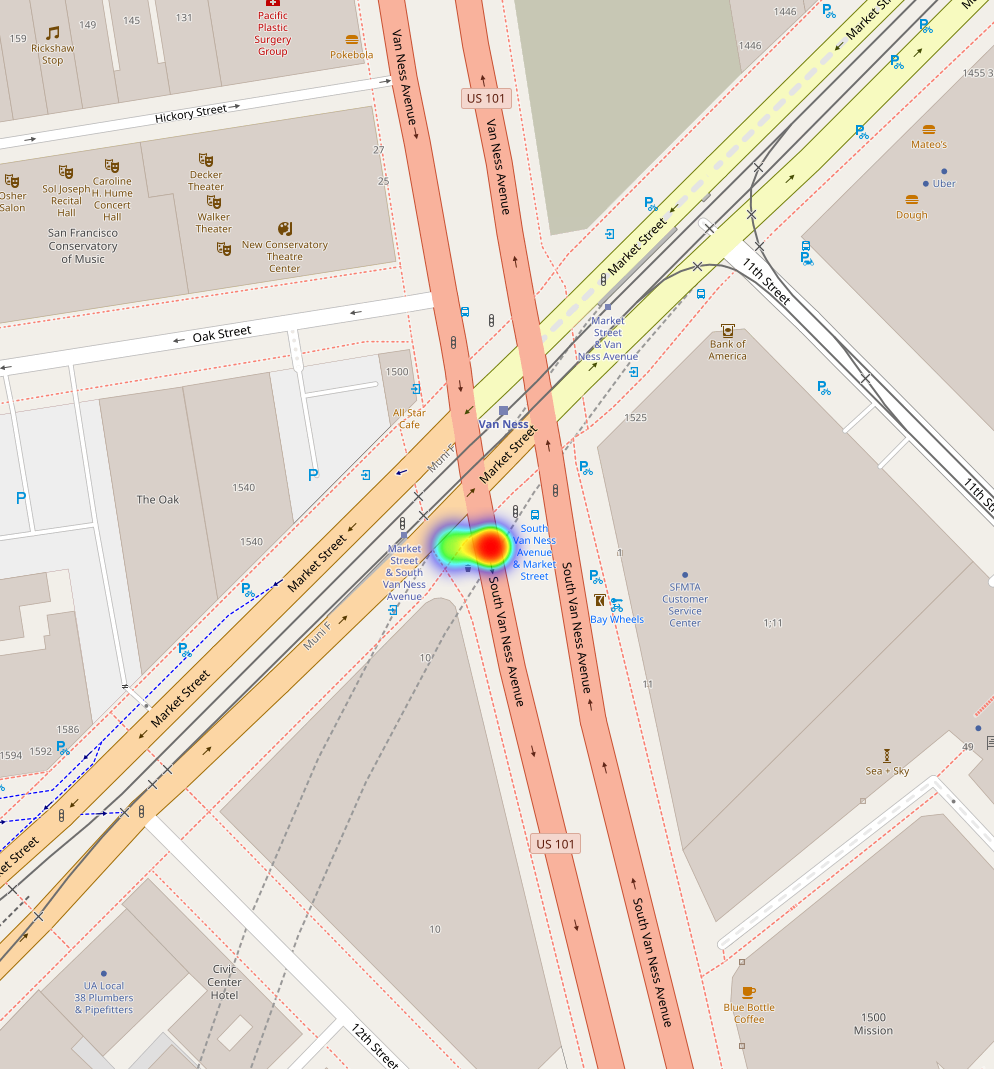 159
149
145
131
Rickshaw
Stop
Pacific
Plastic
Surgery
Group
Pokebola
Van Ness Avenue
US 101
Van Ness Avenue
1446
1446
Market St
1455
Hickory Street
27
25
Osher
Salon
Sol Joseph
Recital
Hall
Caroline
H. Hume
Concert
Hall
Decker
Theater
Walker
Theater
San Francisco
Conservatory
of Music
New Conservatory
Theatre
Center
Mateo's
Uber
Dough
Market Street
11th Street
Oak Street
Market
Street
& Van
Ness Avenue
Bank of
America
1500
All Star
Cafe
Van Ness
1525
Muni F
Market Street
P
P
The Oak
1540
1540
11th St
Market Street
Market
Street
& South
Van Ness
Avenue
South
Van Ness
Avenue
& Market
Street
South Van Ness Avenue
South Van Ness Avenue
Bay Wheels
SFMTA
Customer
Service
Center
1;11
Muni F
10
11
Market Street
1586
1592
1594
49
Sea + Sky
US 101
ket Street
10
South Van Ness Avenue
UA Local
38 Plumbers
& Pipefitters
Civic
Center
Hotel
12th Street
Blue Bottle
Coffee
1500
Mission